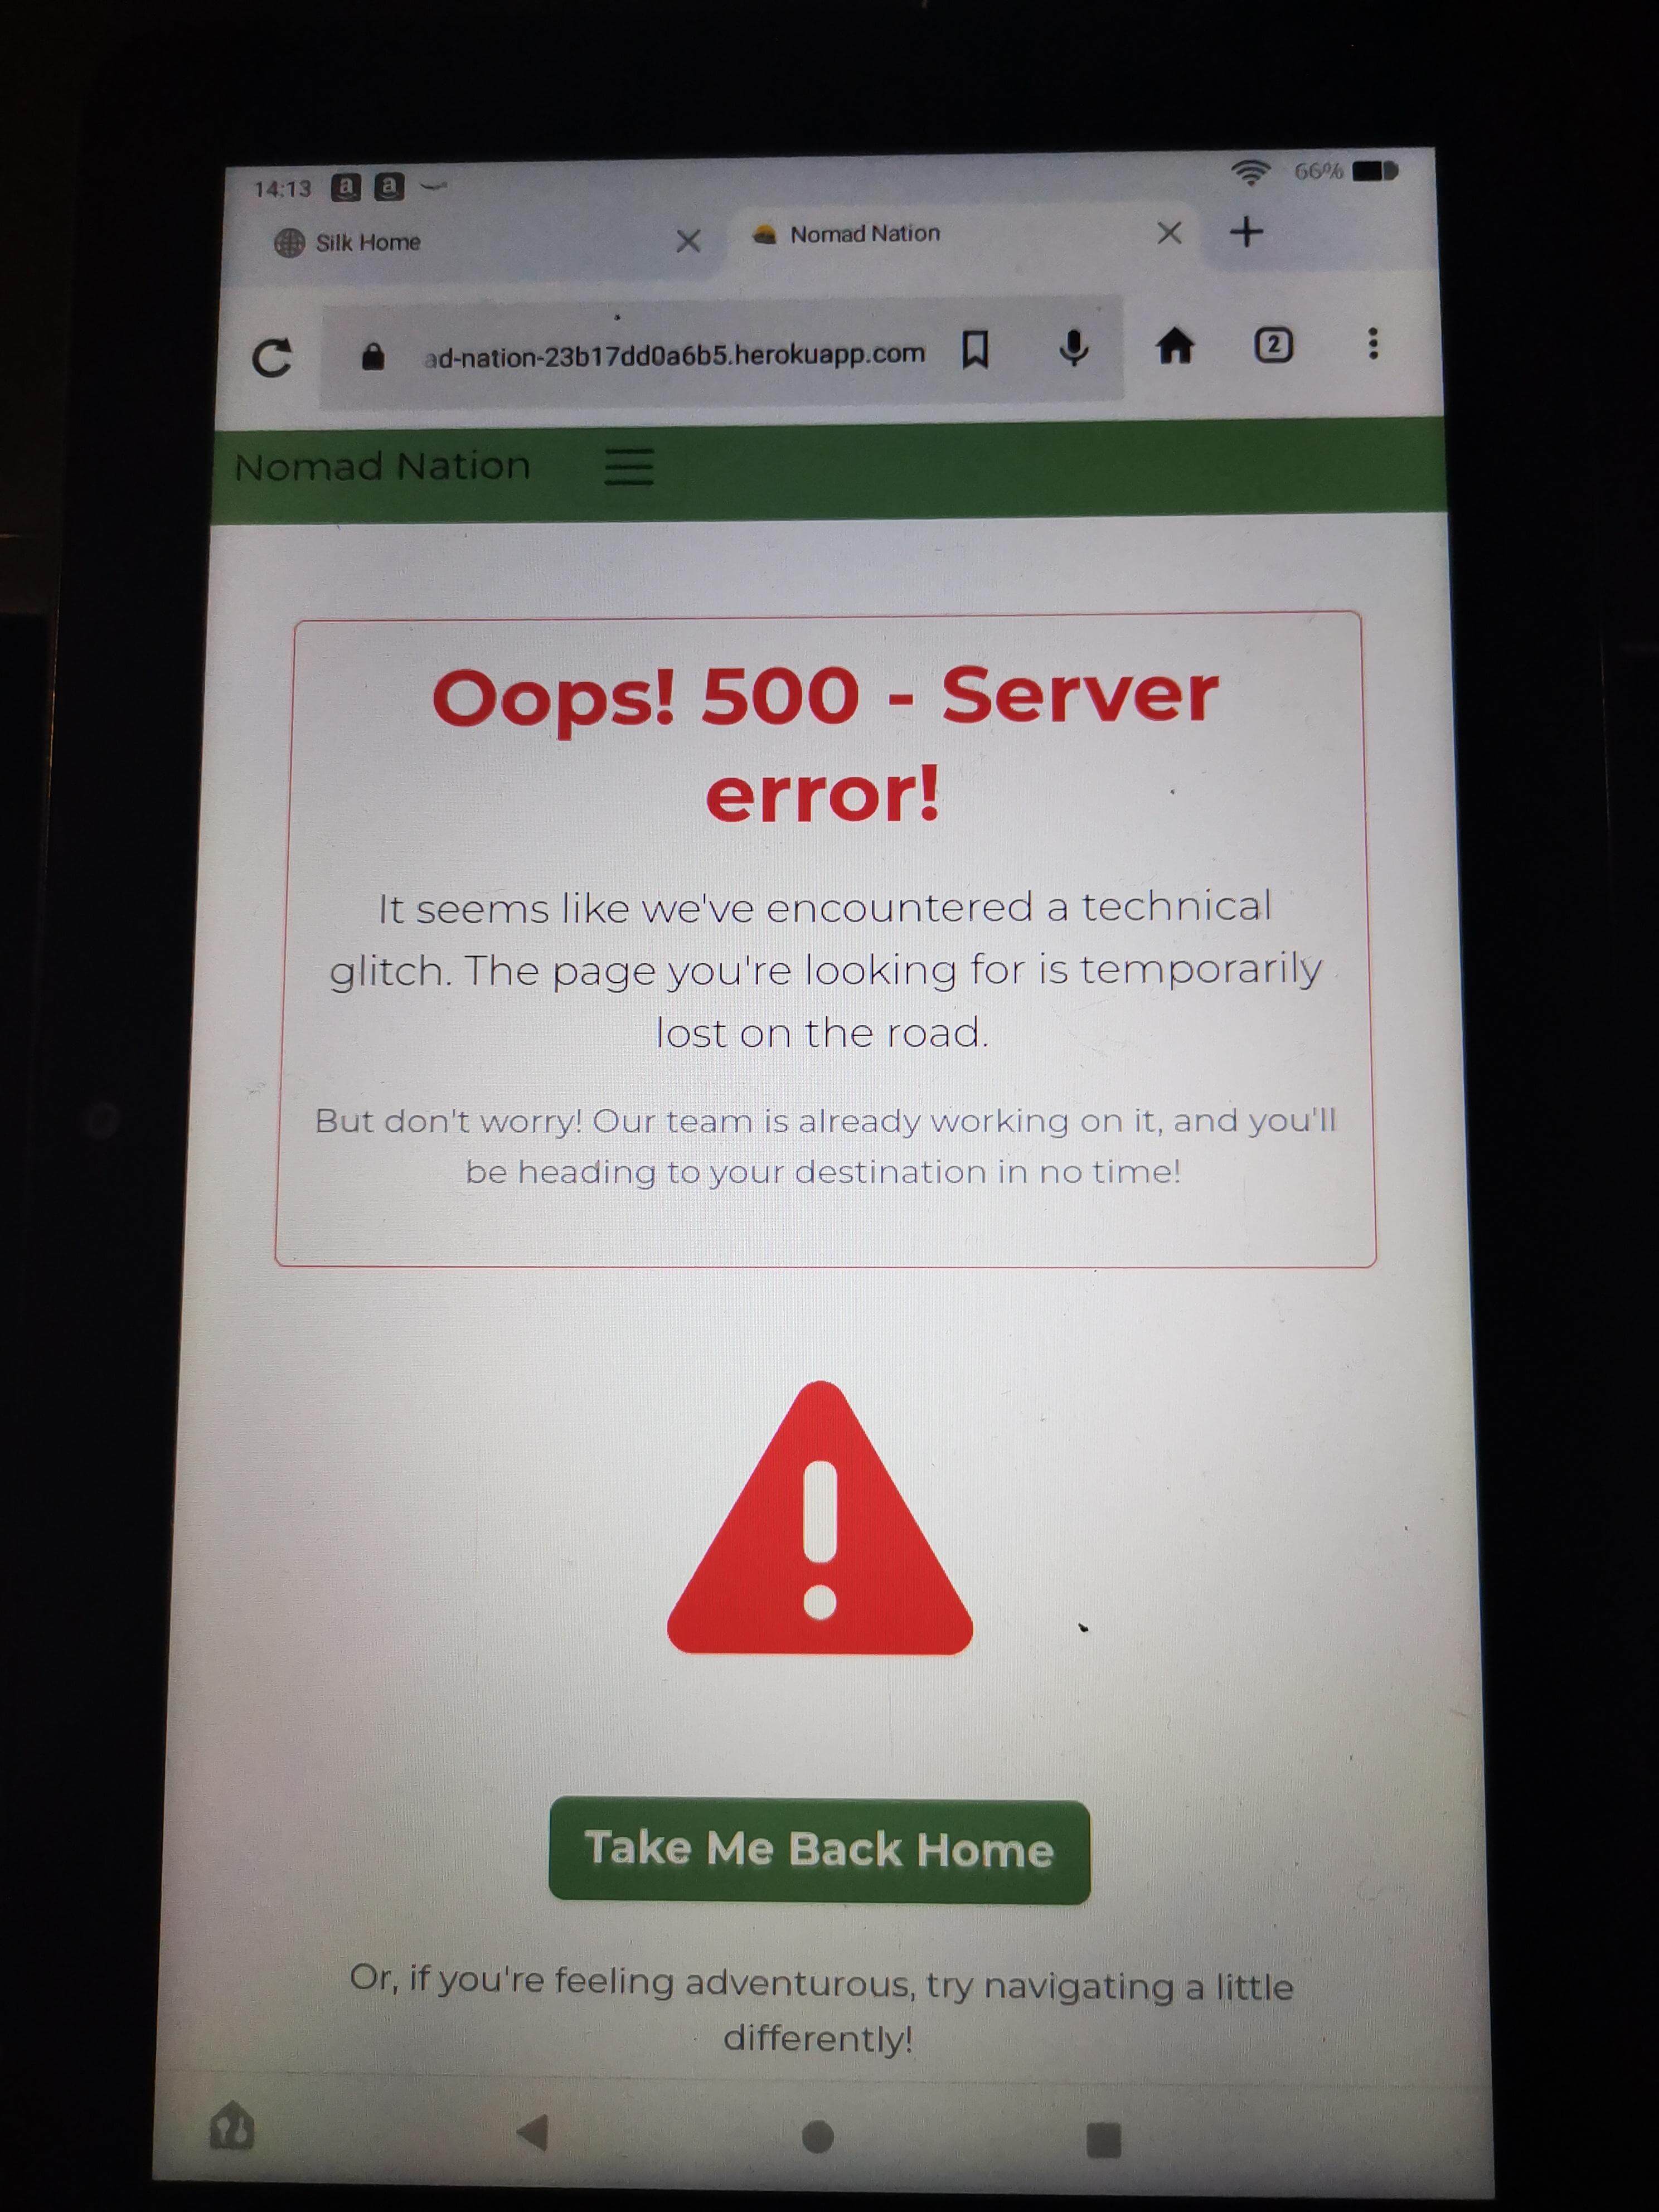 14:13 a a 66%
Silk Home Nomad Nation
ad-nation-23b17dd0a6b5.herokuapp.com 2
Nomad Nation
Oops! 500 - Server
error!
It seems like we've encountered a technical
glitch. The page you're looking for is temporarily
lost on the road.
But don't worry! Our team is already working on it, and you'll
be heading to your destination in no time!
Take Me Back Home
Or, if you're feeling adventurous, try navigating a little
differently!